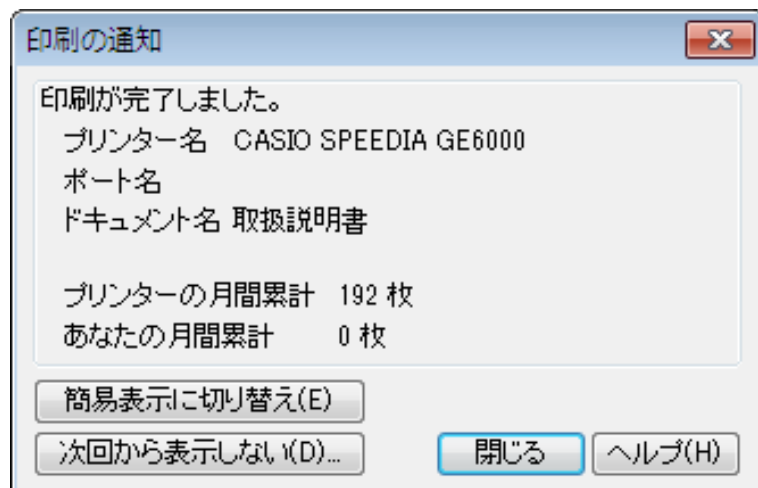 印刷の通知
印刷が完了しました。
プリンター名 CASIO SPEEDIA GE6000
ポート名
ドキュメント名 取扱説明書
プリンターの月間累計 192 枚
あなたの月間累計 0 枚
簡易表示に切り替え(E)
次回から表示しない(D)... 閉じる ヘルプ(H)